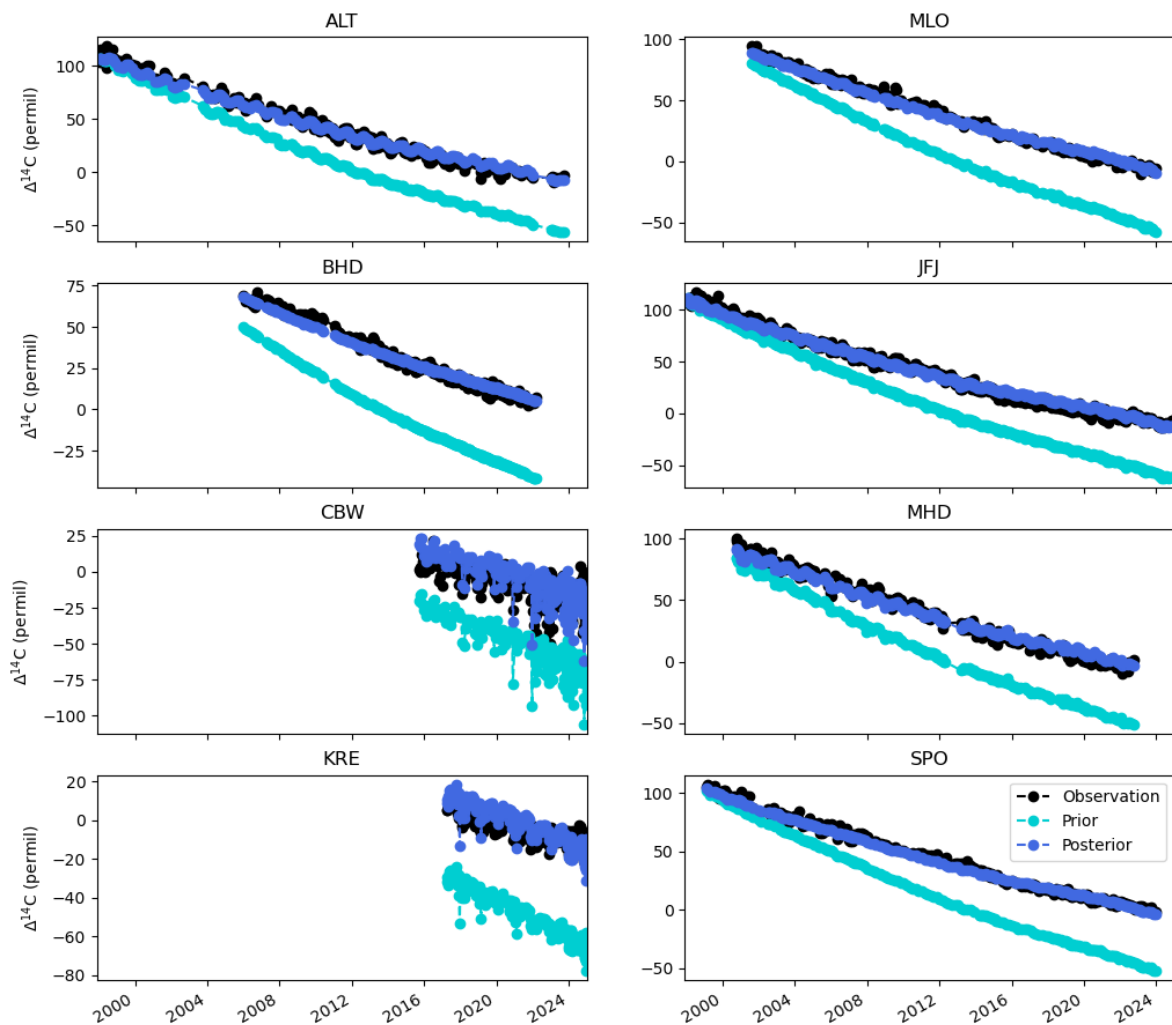 ALT
MLO
Δ¹⁴C (permil)
100
50
0
−50
100
50
0
−50
BHD
JFJ
Δ¹⁴C (permil)
75
50
25
0
−25
100
50
0
−50
CBW
MHD
Δ¹⁴C (permil)
25
0
−25
−50
−75
−100
100
50
0
−50
KRE
SPO
Δ¹⁴C (permil)
20
0
−20
−40
−60
−80
100
50
0
−50
Observation
Prior
Posterior
2000 2004 2008 2012 2016 2020 2024
2000 2004 2008 2012 2016 2020 2024